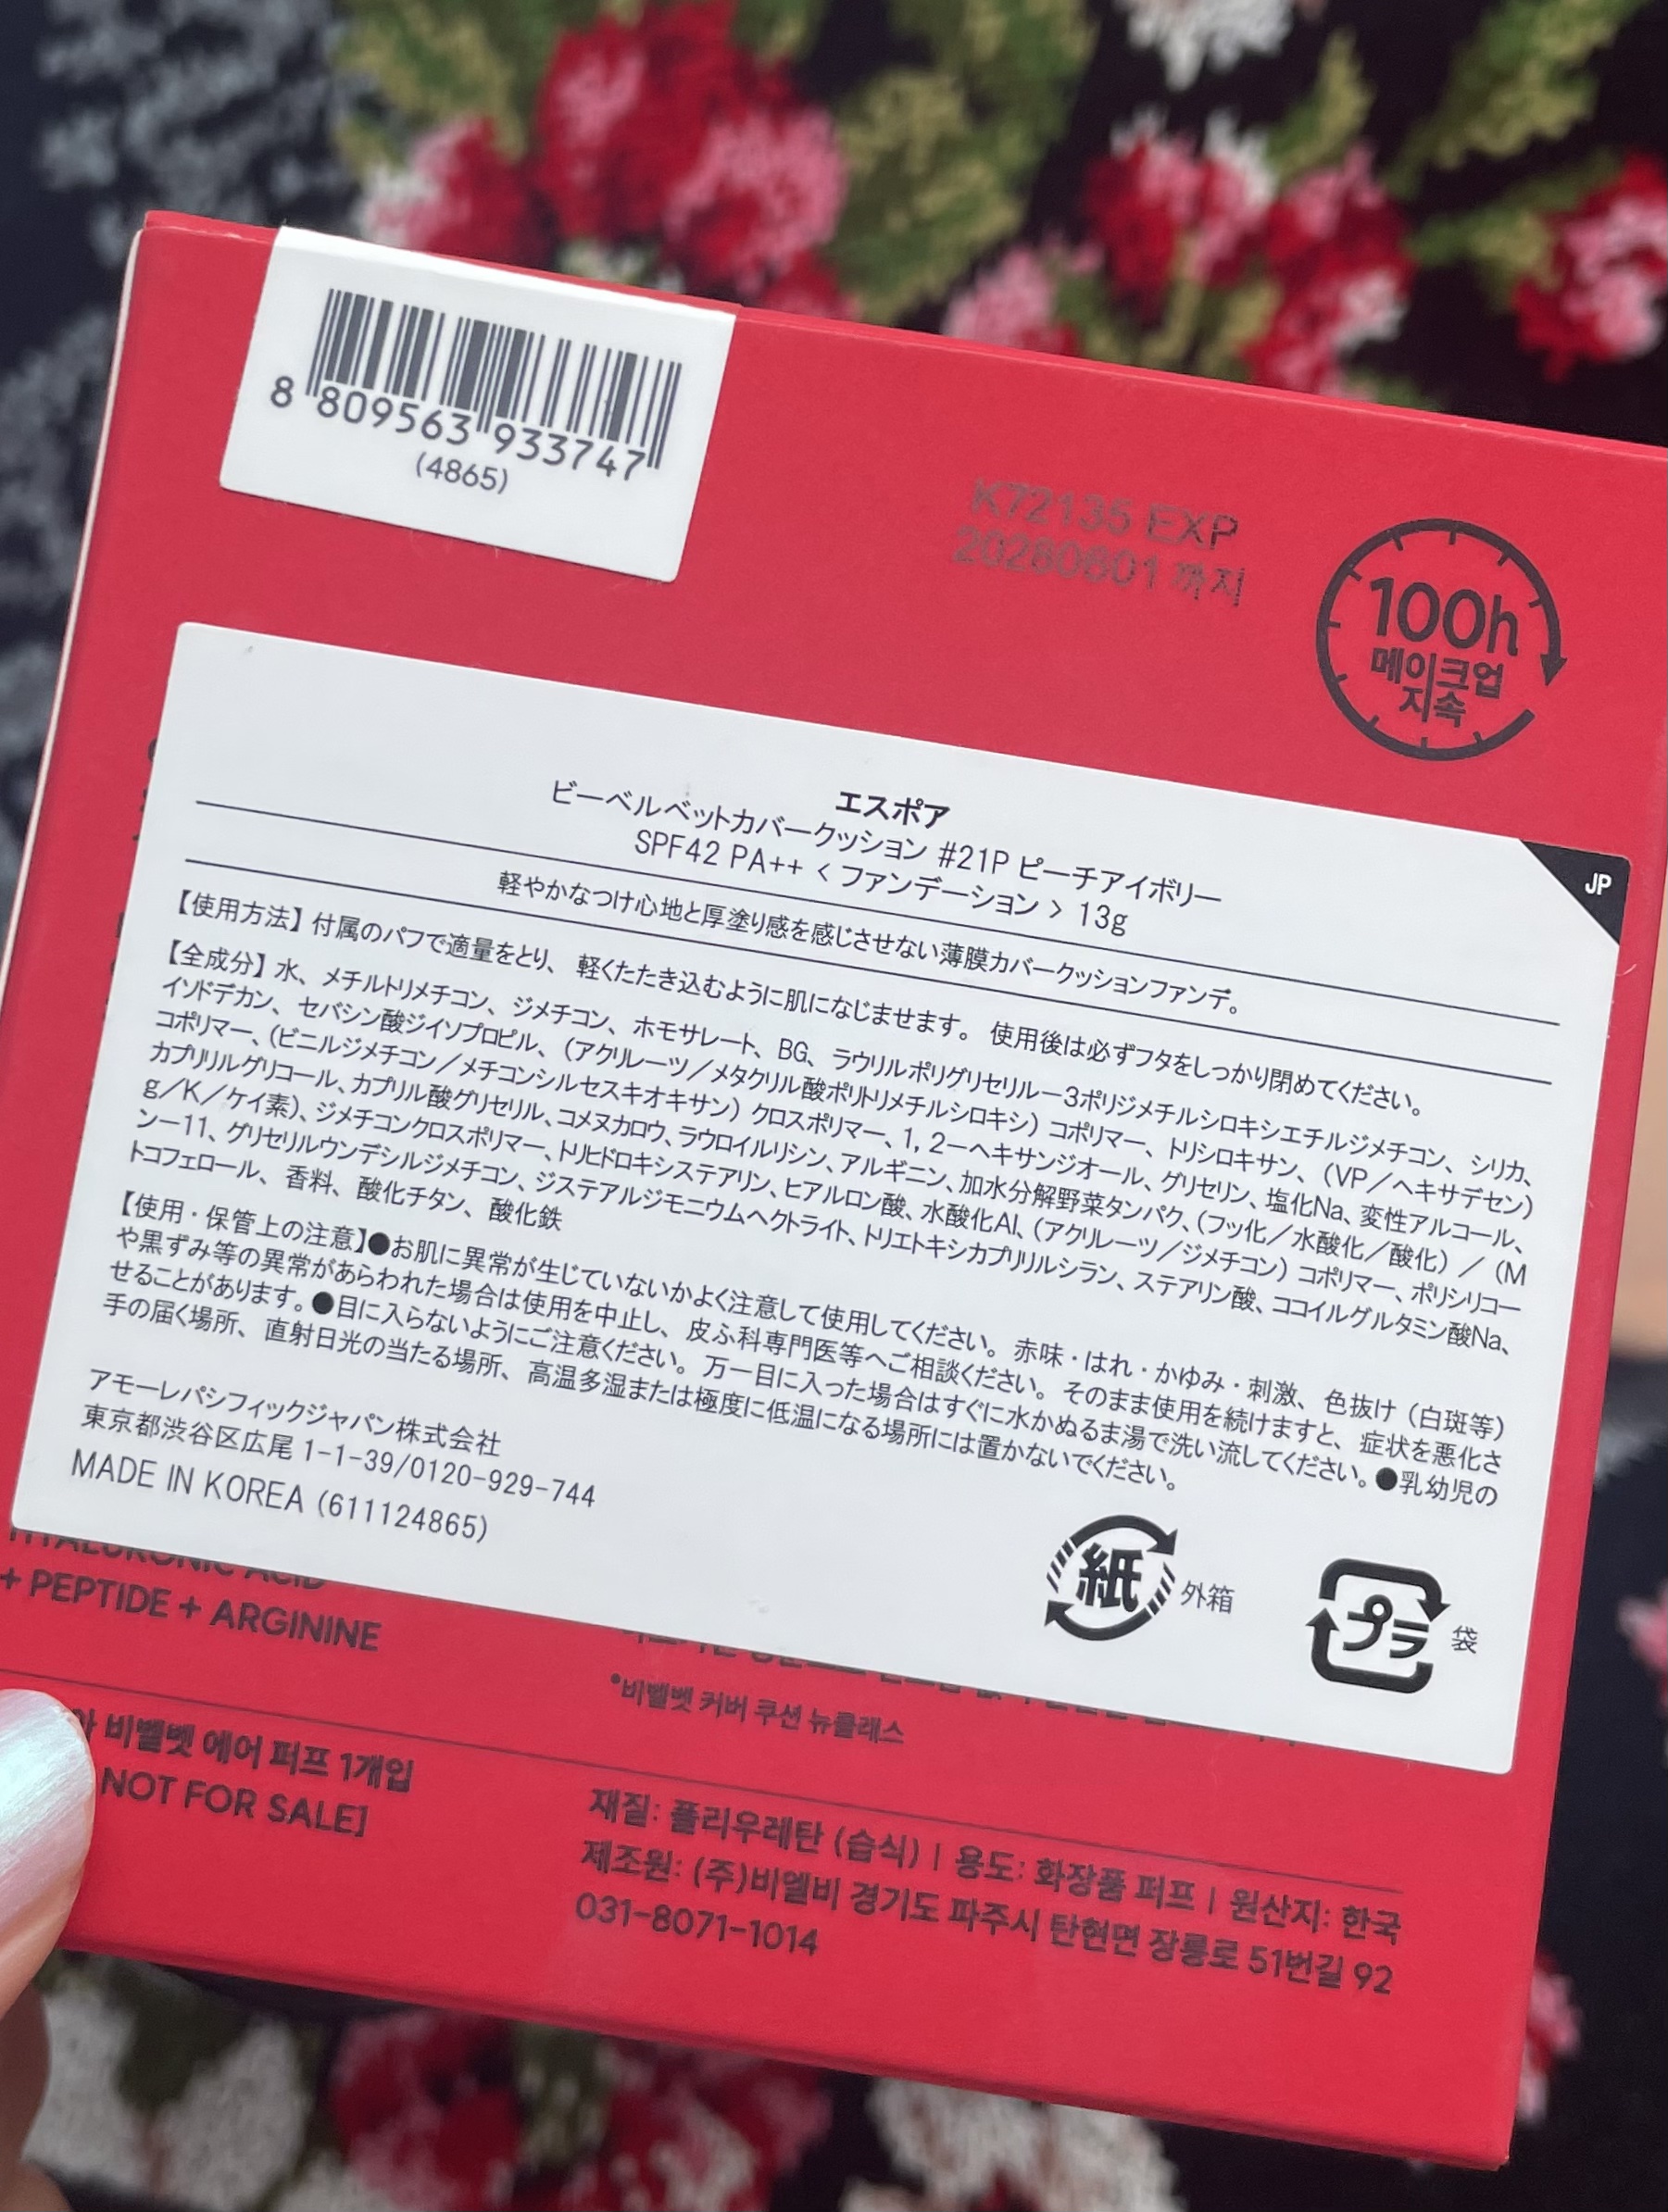 8 809563 933747
(4865)
K72135 EXP
20280601 까지
100h
메이크업
지속
JP
エスポア
ビーベルベットカバークッション #21P ピーチアイボリー
SPF42 PA++ < ファンデーション > 13g
軽やかなつけ心地と厚塗り感を感じさせない薄膜カバークッションファンデ。
【使用方法】付属のパフで適量をとり、軽くたたき込むように肌になじませます。使用後は必ずフタをしっかり閉めてください。
【全成分】水、メチルトリメチコン、ジメチコン、ホモサレート、BG、ラウリルポリグリセリル−3ポリジメチルシロキシエチルジメチコン、シリカ、
イソドデカン、セバシン酸ジイソプロピル、（アクリレーツ／メタクリル酸ポリトリメチルシロキシ）コポリマー、トリシロキサン、（VP／ヘキサデセン）
コポリマー、（ビニルジメチコン／メチコンシルセスキオキサン）クロスポリマー、1, 2−ヘキサンジオール、グリセリン、塩化Na、変性アルコール、
カプリリルグリコール、カプリル酸グリセリル、コメヌカロウ、ラウロイルリシン、アルギニン、加水分解野菜タンパク、（フッ化／水酸化／酸化）／（M
g／K／ケイ素）、ジメチコンクロスポリマー、トリヒドロキシステアリン、ヒアルロン酸、水酸化Al、（アクリレーツ／ジメチコン）コポリマー、ポリシリコー
ン−11、グリセリルウンデシルジメチコン、ジステアルジモニウムヘクトライト、トリエトキシカプリリルシラン、ステアリン酸、ココイルグルタミン酸Na、
トコフェロール、香料、酸化チタン、酸化鉄
【使用・保管上の注意】●お肌に異常が生じていないかよく注意して使用してください。赤味・はれ・かゆみ・刺激、色抜け（白斑等）
や黒ずみ等の異常があらわれた場合は使用を中止し、皮ふ科専門医等へご相談ください。そのまま使用を続けますと、症状を悪化さ
せることがあります。●目に入らないようにご注意ください。万一目に入った場合はすぐに水かぬるま湯で洗い流してください。●乳幼児の
手の届く場所、直射日光の当たる場所、高温多湿または極度に低温になる場所には置かないでください。
アモーレパシフィックジャパン株式会社
東京都渋谷区広尾 1-1-39/0120-929-744
MADE IN KOREA (611124865)
紙 外箱
プラ 袋
HYALURONIC ACID
+ PEPTIDE + ARGININE
*비벨벳 커버 쿠션 뉴클래스
비벨벳 에어 퍼프 1개입
NOT FOR SALE]
재질: 폴리우레탄 (습식) | 용도: 화장품 퍼프 | 원산지: 한국
제조원: (주)비엘비 경기도 파주시 탄현면 장릉로 51번길 92
031-8071-1014